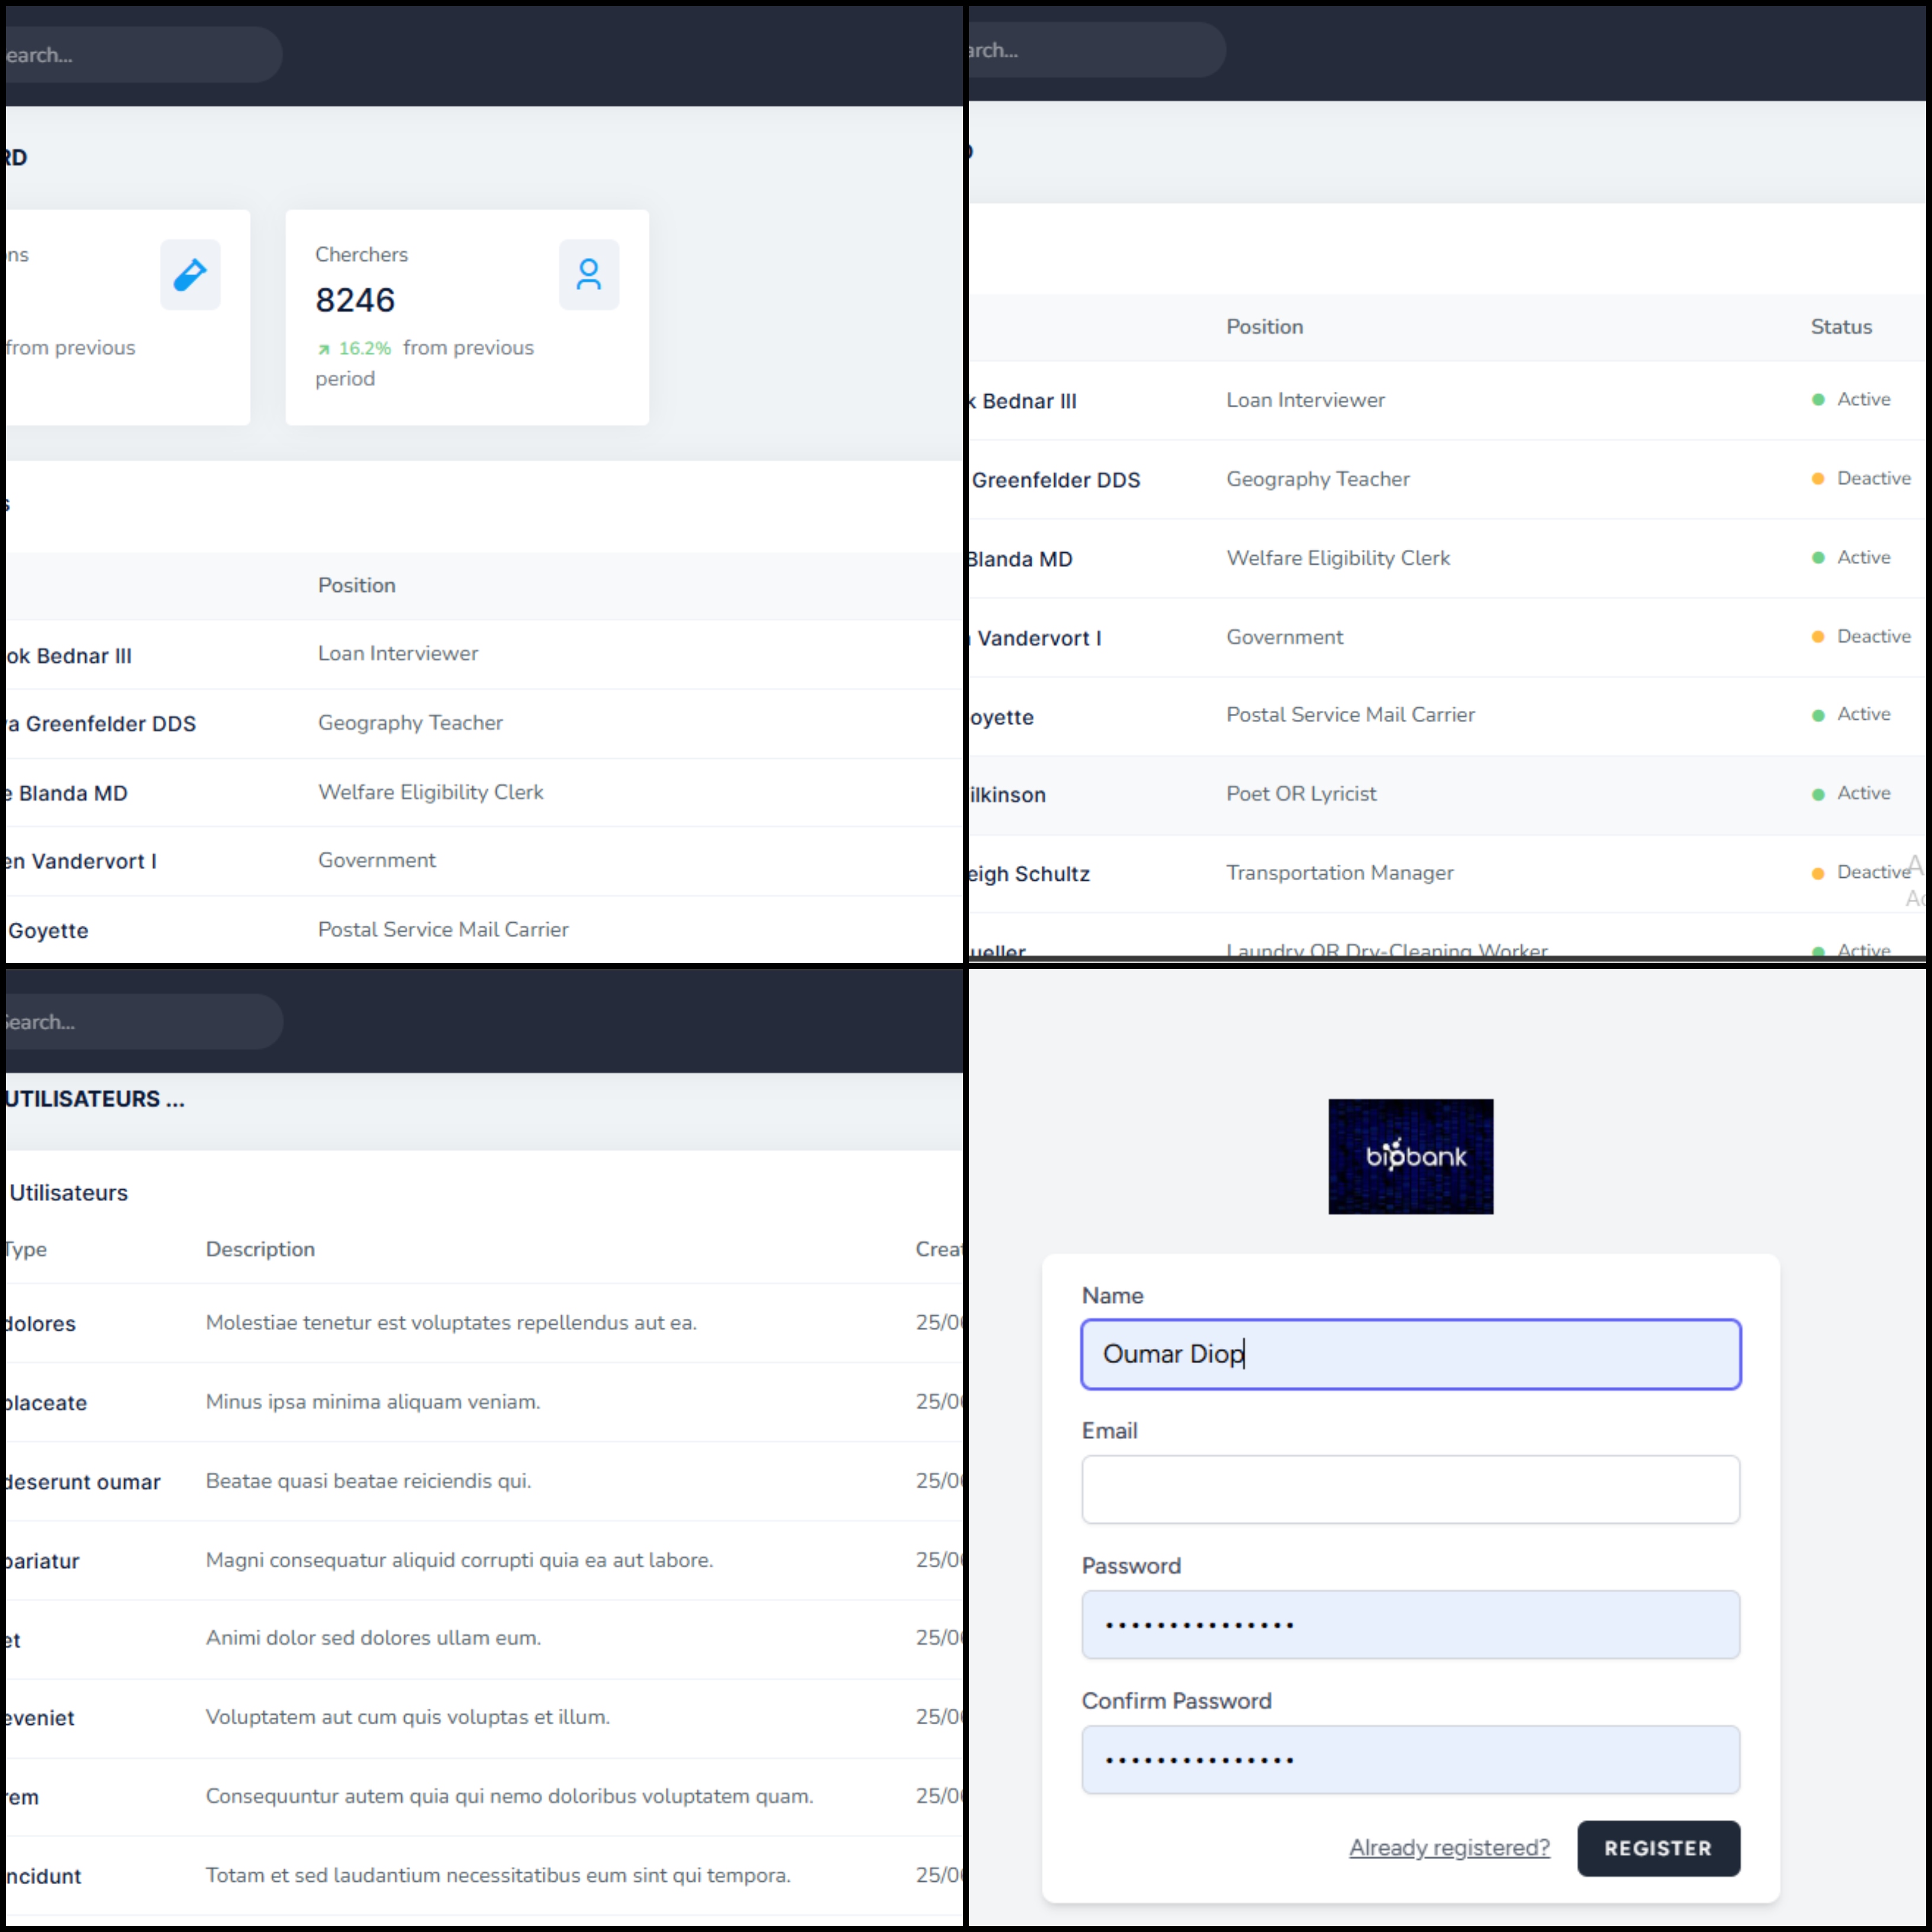 earch...
RD
ns
from previous
Cherchers
8246
16.2% from previous
period
s
Position
ok Bednar III Loan Interviewer
a Greenfelder DDS Geography Teacher
e Blanda MD Welfare Eligibility Clerk
en Vandervort I Government
Goyette Postal Service Mail Carrier
arch...
Position Status
k Bednar III Loan Interviewer Active
Greenfelder DDS Geography Teacher Deactive
Blanda MD Welfare Eligibility Clerk Active
Vandervort I Government Deactive
oyette Postal Service Mail Carrier Active
ilkinson Poet OR Lyricist Active
eigh Schultz Transportation Manager Deactive
ueller Laundry OR Dry-Cleaning Worker Active
Search...
UTILISATEURS ...
Utilisateurs
Type Description Creat
dolores Molestiae tenetur est voluptates repellendus aut ea. 25/0
placeate Minus ipsa minima aliquam veniam. 25/0
deserunt oumar Beatae quasi beatae reiciendis qui. 25/0
pariatur Magni consequatur aliquid corrupti quia ea aut labore. 25/0
et Animi dolor sed dolores ullam eum. 25/0
eveniet Voluptatem aut cum quis voluptas et illum. 25/0
rem Consequuntur autem quia qui nemo doloribus voluptatem quam. 25/0
ncidunt Totam et sed laudantium necessitatibus eum sint qui tempora. 25/0
biobank
Name
Oumar Diop
Email
Password
Confirm Password
Already registered? REGISTER